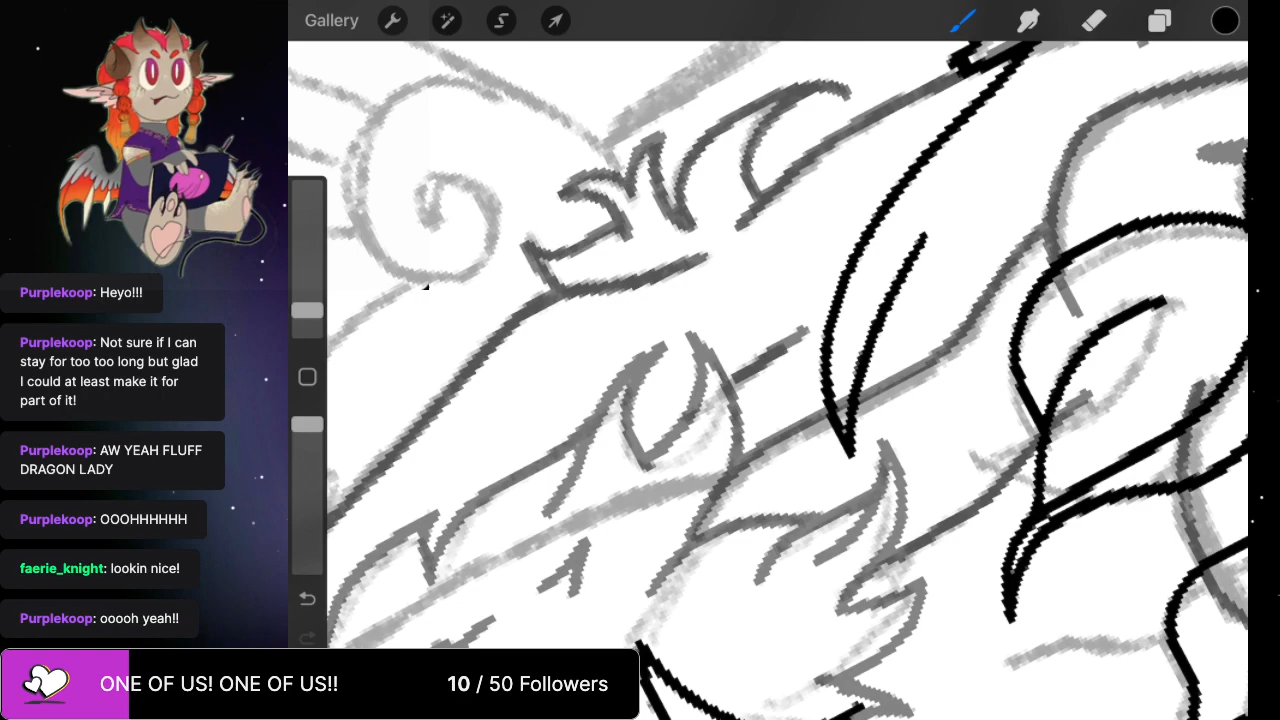 Gallery
Purplekoop: Heyo!!!
Purplekoop: Not sure if I can
stay for too too long but glad
I could at least make it for
part of it!
Purplekoop: AW YEAH FLUFF
DRAGON LADY
Purplekoop: OOOHHHHHH
faerie_knight: lookin nice!
Purplekoop: ooooh yeah!!
ONE OF US! ONE OF US!! 10 / 50 Followers